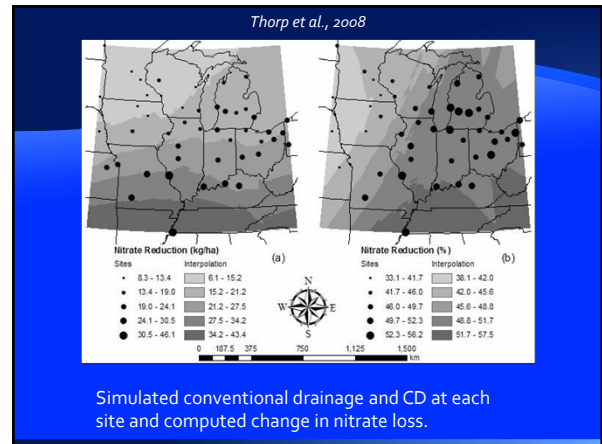 Thorp et al., 2008
(a)
(b)
Nitrate Reduction (kg/ha)
Sites Interpolation
8.3 - 13.4 6.1 - 15.2
13.4 - 19.0 15.2 - 21.2
19.0 - 24.1 21.2 - 27.5
24.1 - 30.5 27.5 - 34.2
30.5 - 46.1 34.2 - 43.4
N
W E
S
Nitrate Reduction (%)
Sites Interpolation
33.1 - 41.7 38.1 - 42.0
41.7 - 46.0 42.0 - 45.6
46.0 - 49.7 45.6 - 48.8
49.7 - 52.3 48.8 - 51.7
52.3 - 56.2 51.7 - 57.5
0 187.5 375 750 1,125 1,500
km
Simulated conventional drainage and CD at each
site and computed change in nitrate loss.